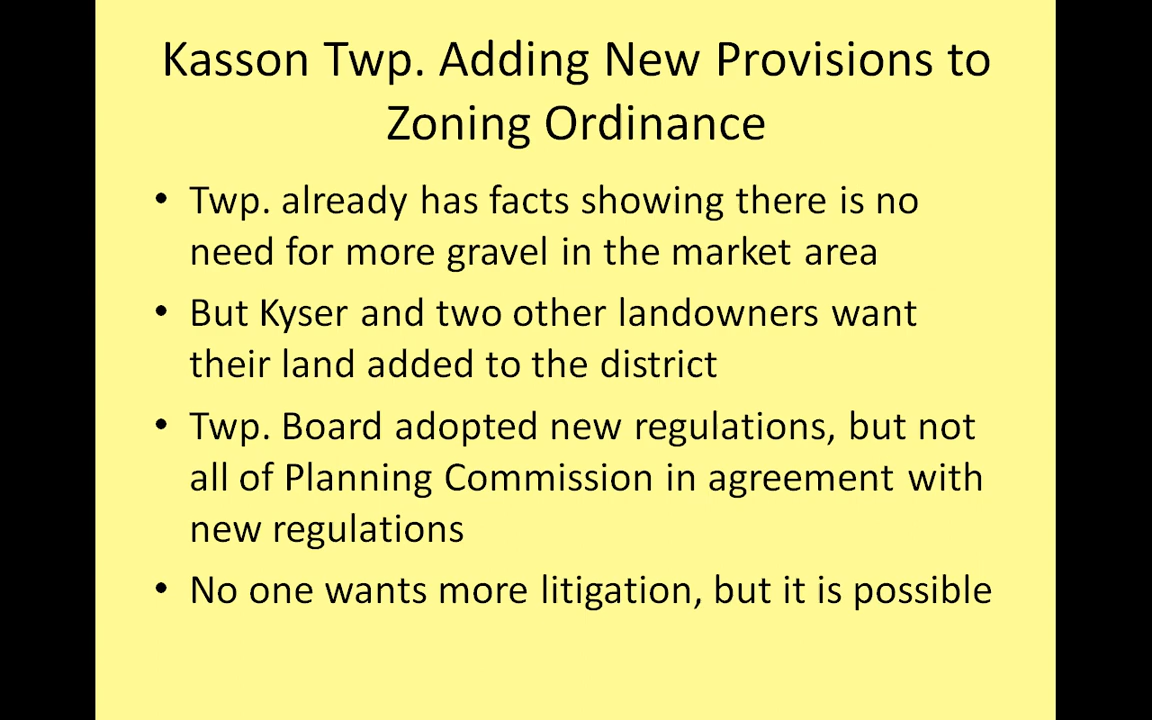 Kasson Twp. Adding New Provisions to
Zoning Ordinance
• Twp. already has facts showing there is no
need for more gravel in the market area
• But Kyser and two other landowners want
their land added to the district
• Twp. Board adopted new regulations, but not
all of Planning Commission in agreement with
new regulations
• No one wants more litigation, but it is possible